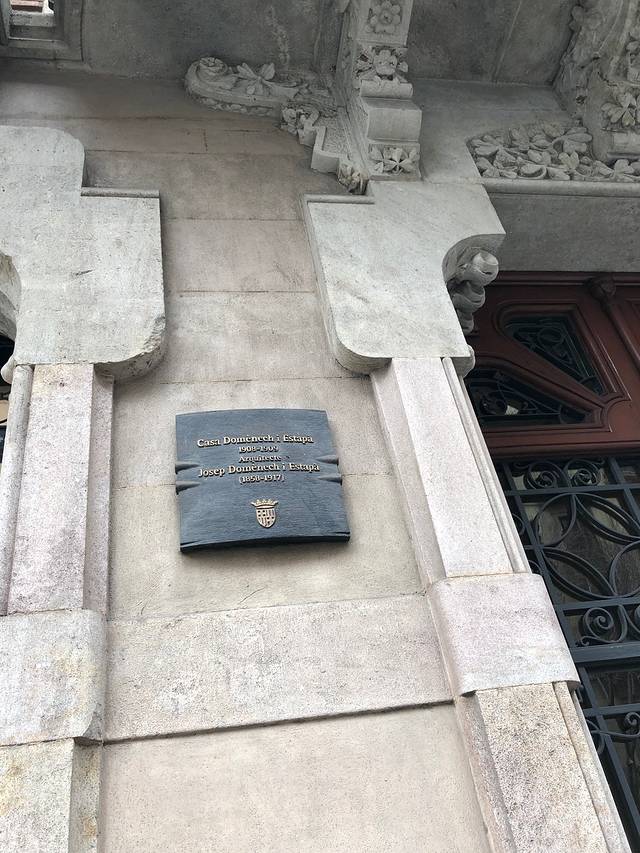 Casa Domènech i Estapà
1908-1909
Arquitecte
Josep Domènech i Estapà
(1858-1917)